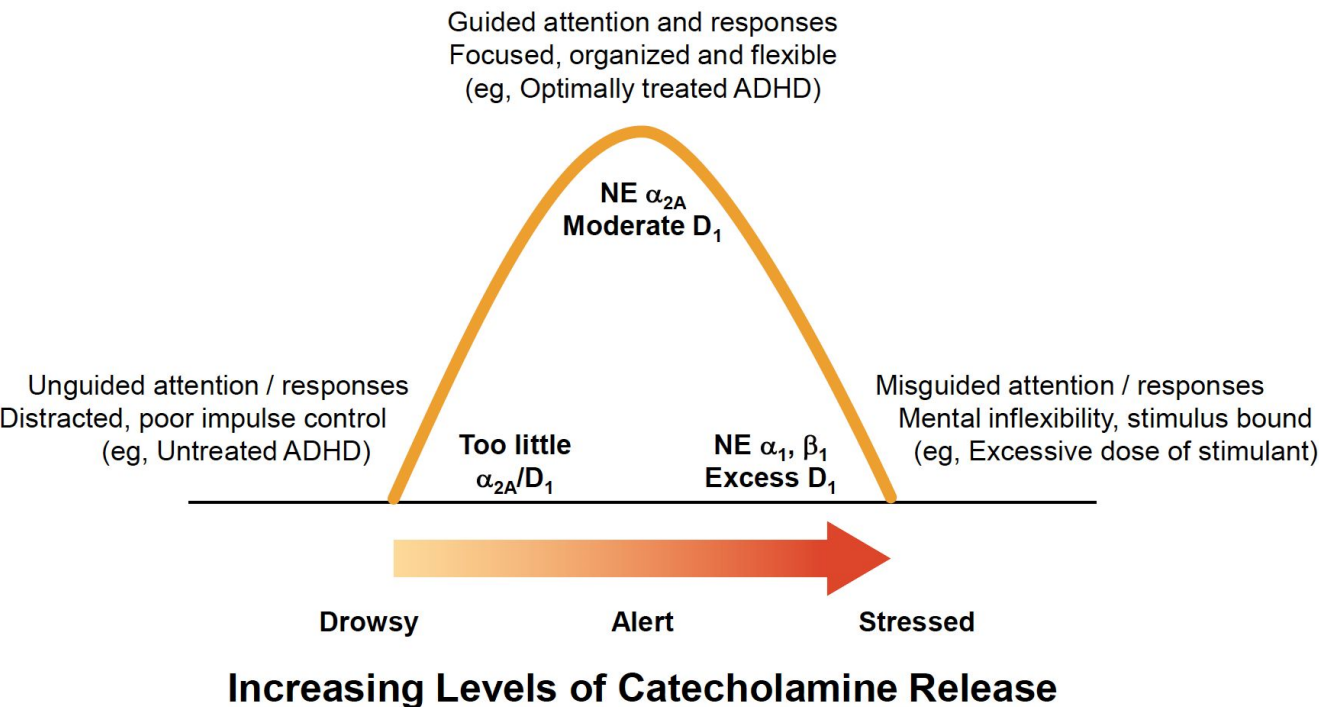 Guided attention and responses
Focused, organized and flexible
(eg, Optimally treated ADHD)
NE α2A
Moderate D1
Unguided attention / responses
Distracted, poor impulse control
(eg, Untreated ADHD)
Too little
α2A/D1
NE α1, β1
Excess D1
Misguided attention / responses
Mental inflexibility, stimulus bound
(eg, Excessive dose of stimulant)
Drowsy
Alert
Stressed
Increasing Levels of Catecholamine Release